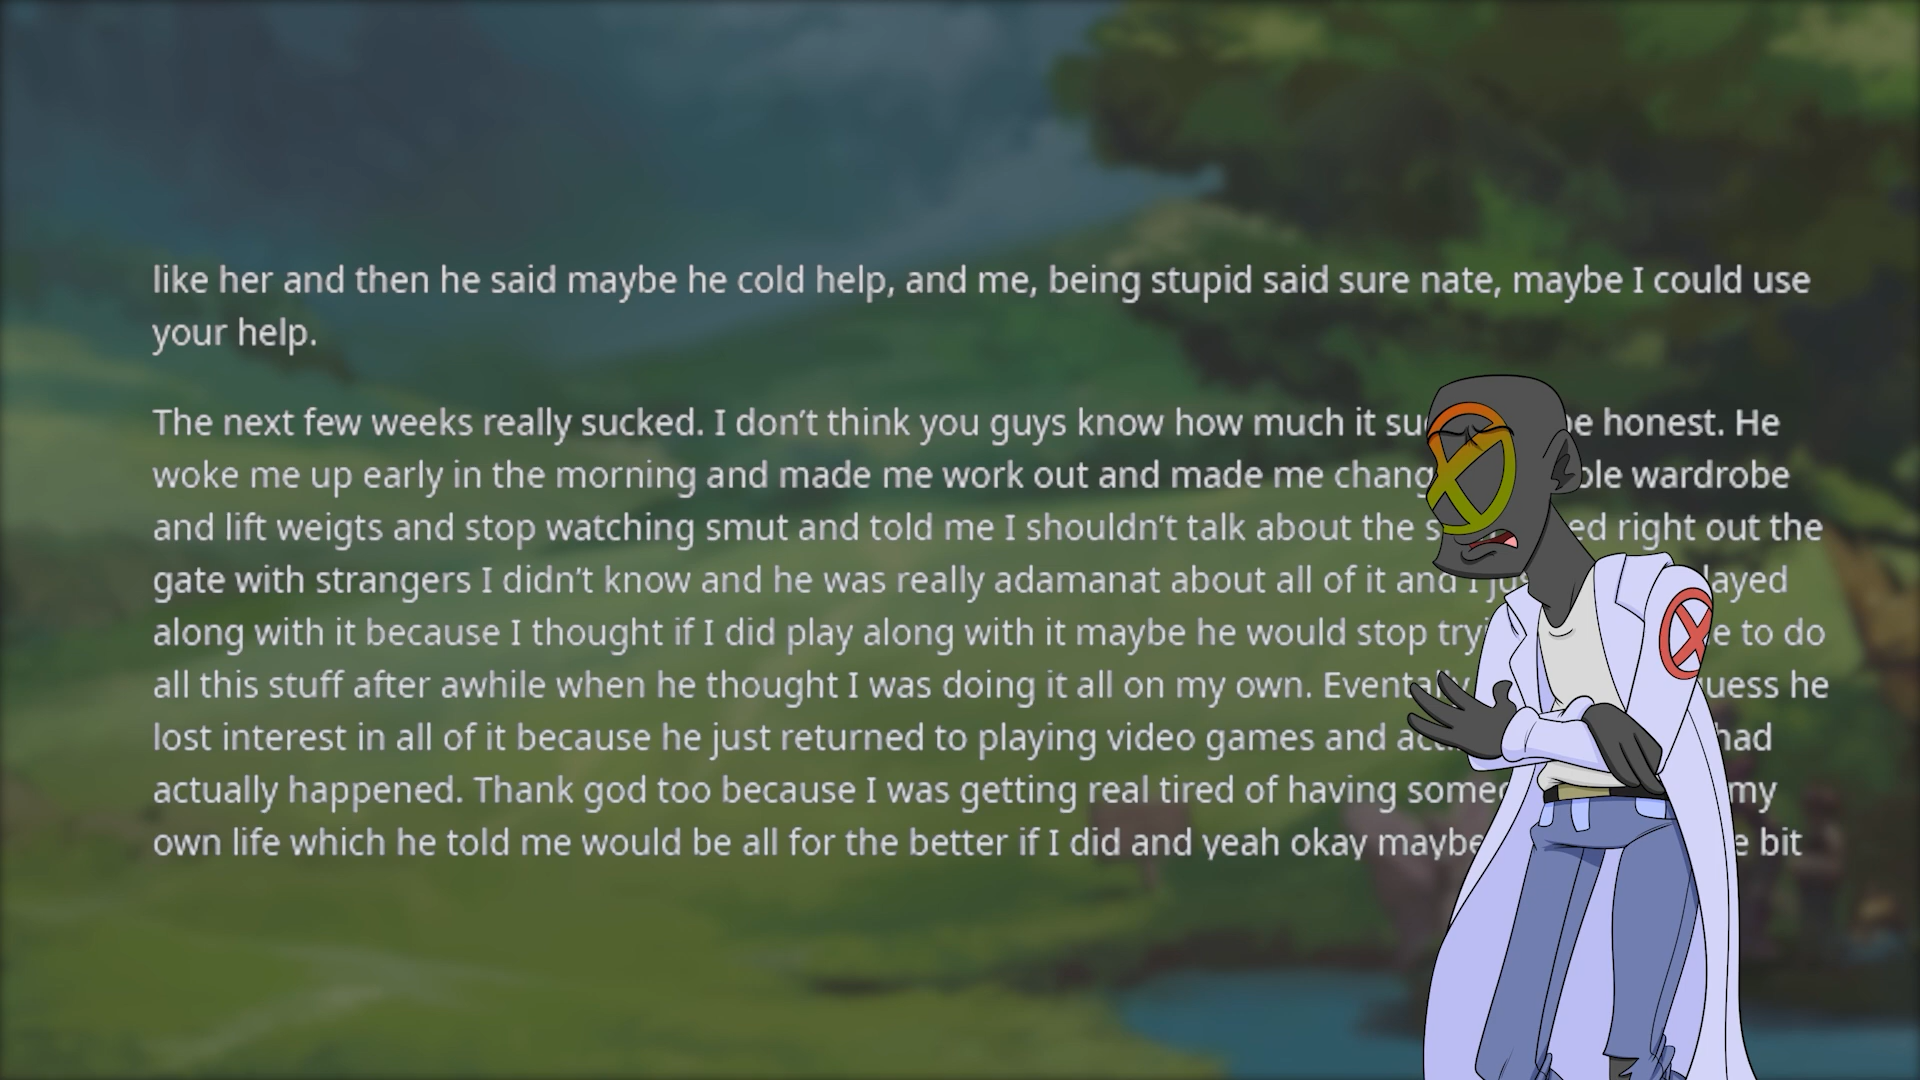 like her and then he said maybe he cold help, and me, being stupid said sure nate, maybe I could use
your help.
The next few weeks really sucked. I don’t think you guys know how much it honest. He
woke me up early in the morning and made me work out and made me wardrobe
and lift weigts and stop watching smut and told me I shouldn’t talk about the right out the
gate with strangers I didn’t know and he was really adamanat about all of it and I
along with it because I thought if I did play along with it maybe he would stop to do
all this stuff after awhile when he thought I was doing it all on my own. he
lost interest in all of it because he just returned to playing video games and had
actually happened. Thank god too because I was getting real tired of having my
own life which he told me would be all for the better if I did and yeah okay maybe bit